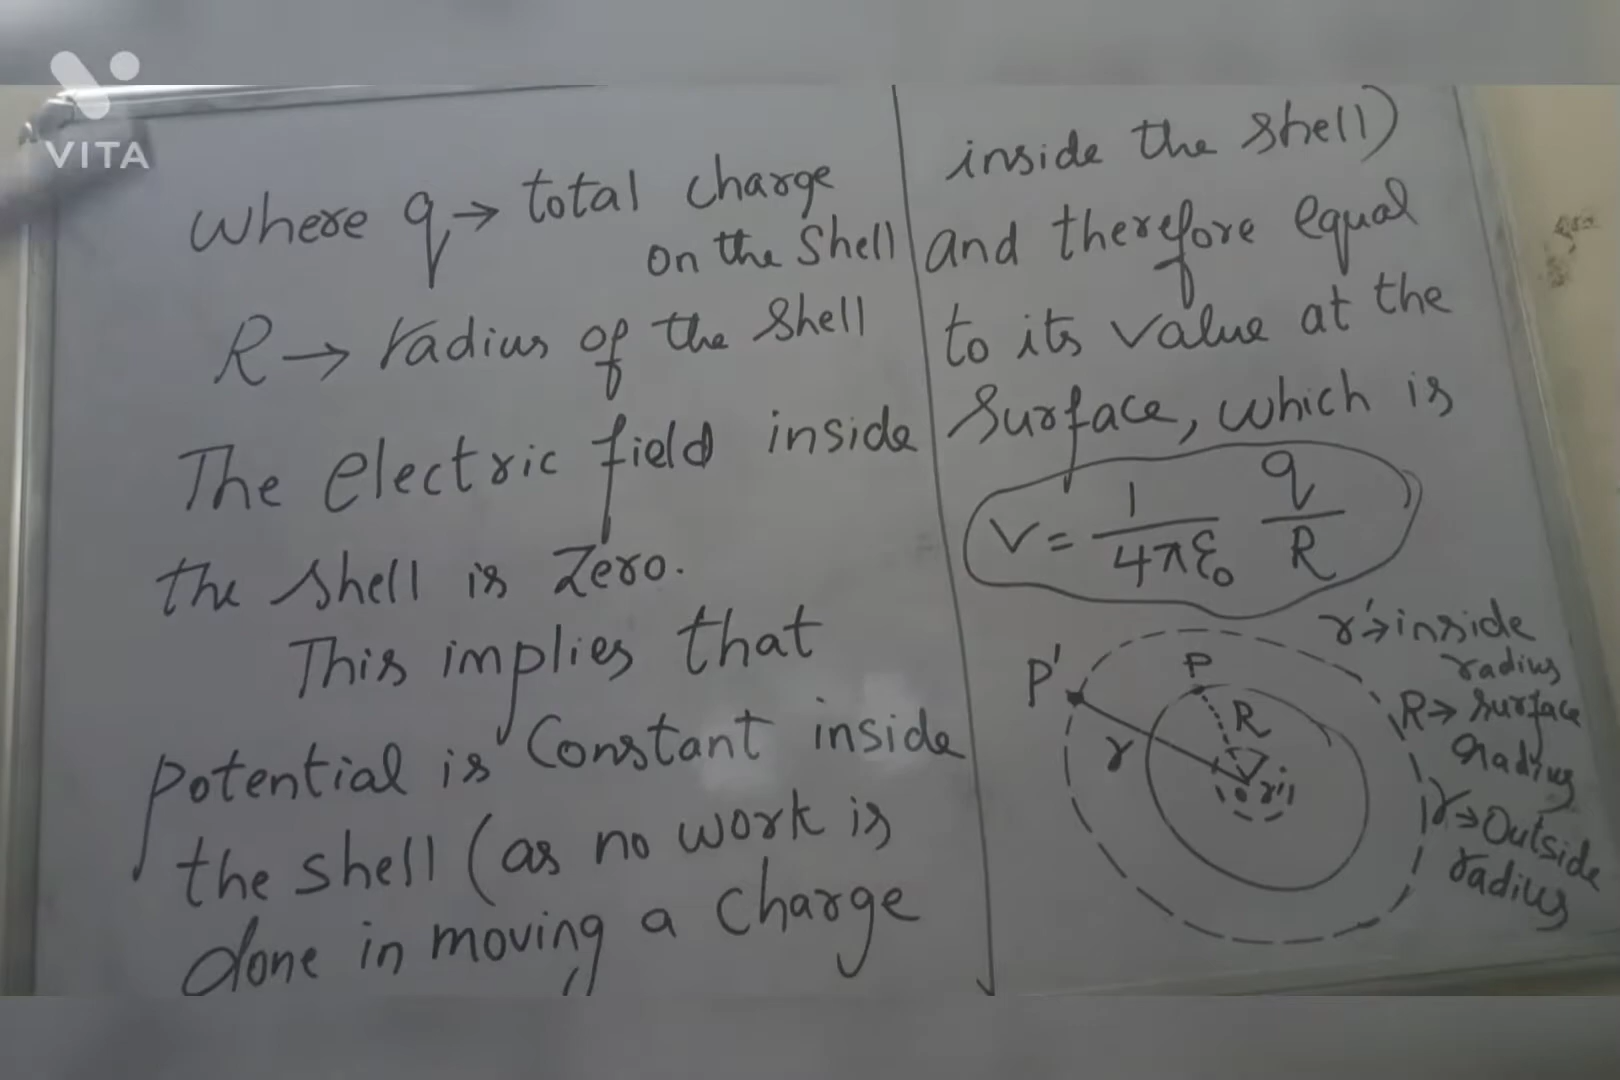 VITA
Where q → total charge
on the shell
R → radius of the shell
The electric field inside
the shell is zero.
This implies that
potential is constant inside
the shell (as no work is
done in moving a charge
inside the shell)
and therefore equal
to its value at the
surface, which is
V = 1/4πε₀ q/R
r' → inside
radius
R → surface
radius
r → Outside
radius
P'
P
R
r
r'